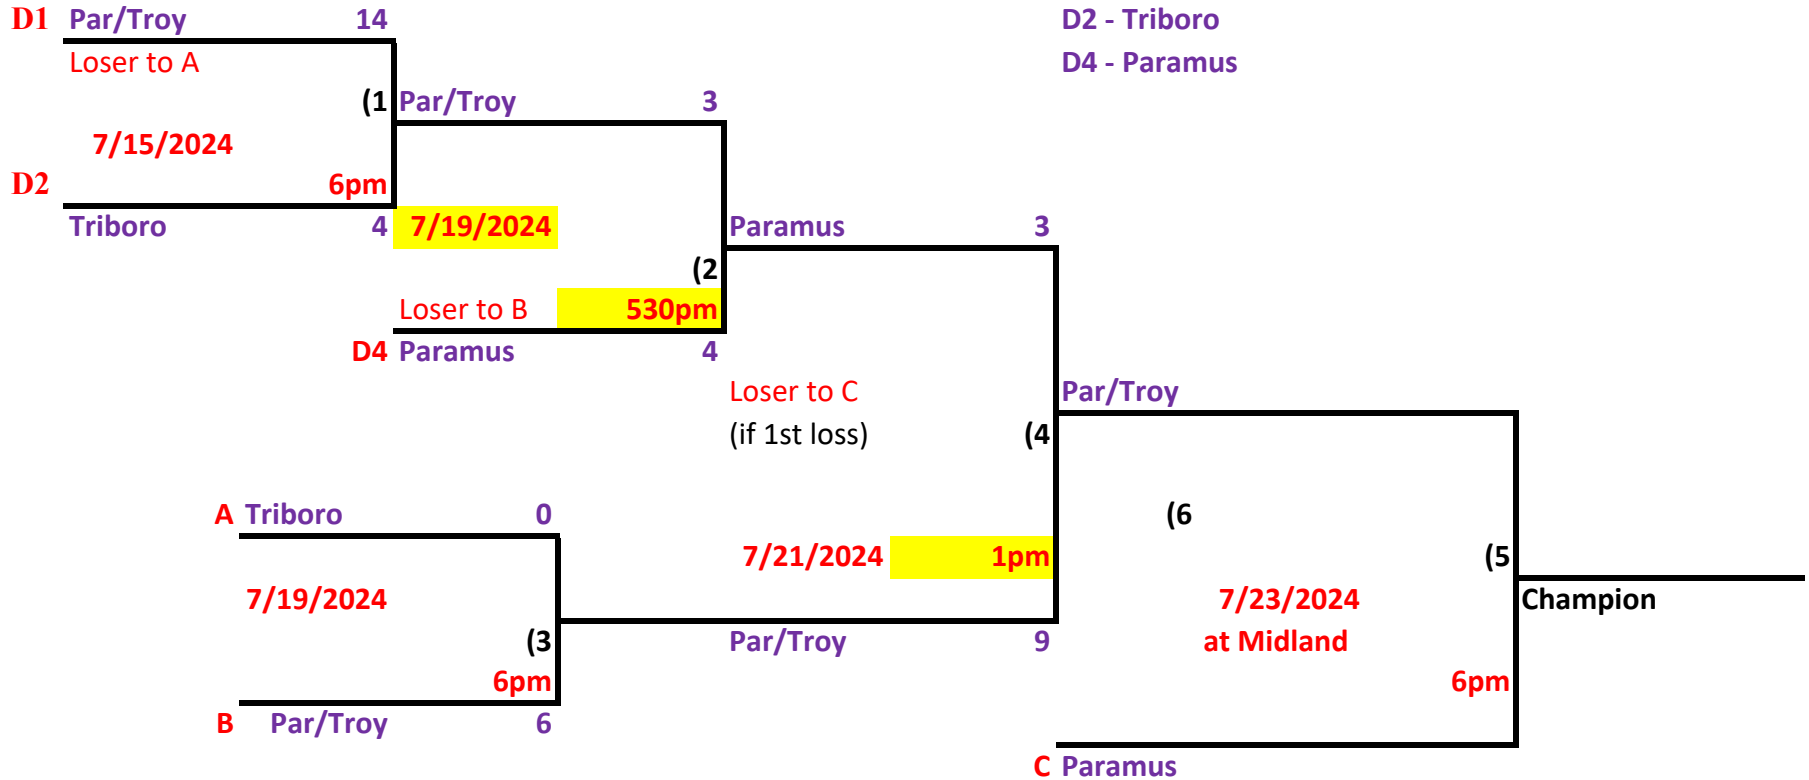 D1 Par/Troy 14 D2 - Triboro
Loser to A D4 - Paramus
(1 Par/Troy 3
7/15/2024
D2 6pm
Triboro 4 7/19/2024 Paramus 3
(2
Loser to B 530pm
D4 Paramus 4
Loser to C Par/Troy
(if 1st loss) (4
A Triboro 0 (6
7/21/2024 1pm (5
7/19/2024 7/23/2024 Champion
(3 Par/Troy 9 at Midland
6pm 6pm
B Par/Troy 6
C Paramus